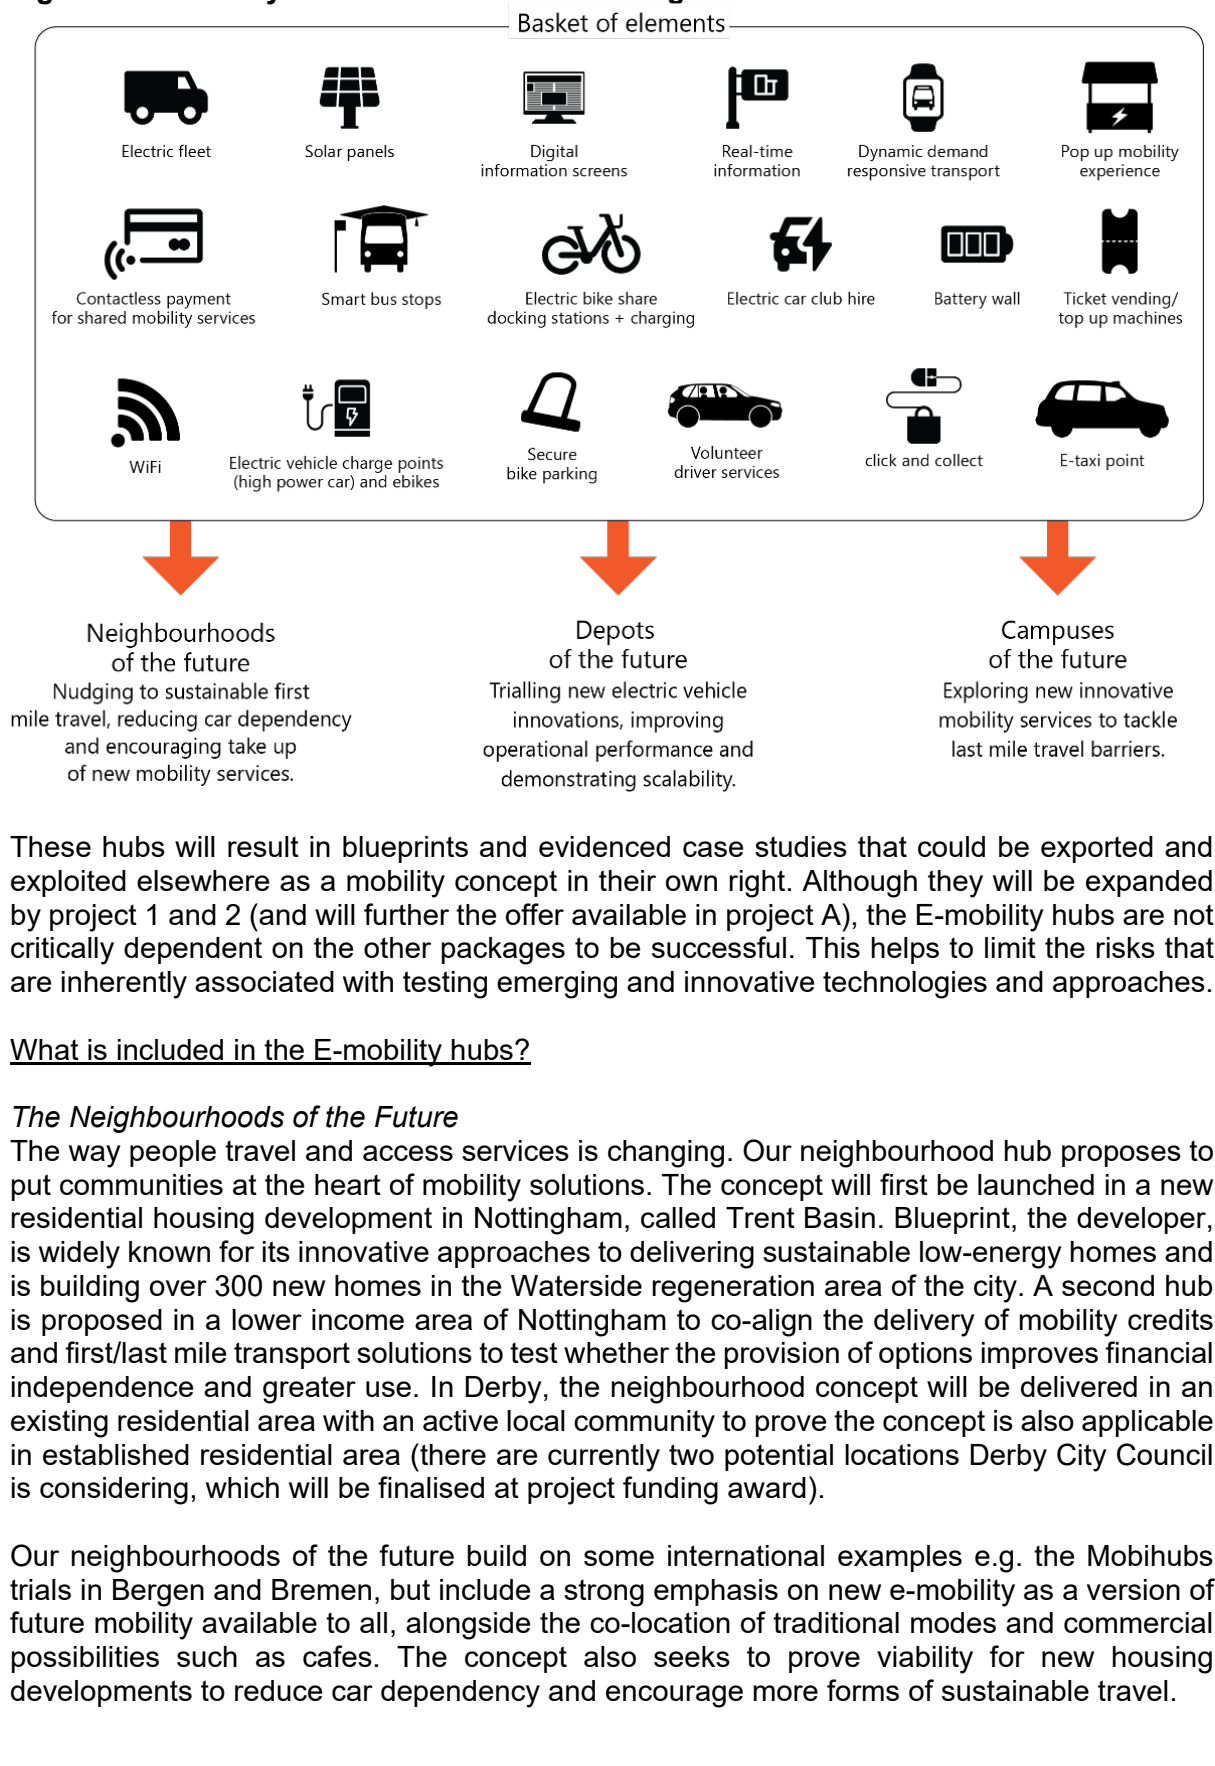 Basket of elements
Electric fleet
Solar panels
Digital
information screens
Real-time
information
Dynamic demand
responsive transport
Pop up mobility
experience
Contactless payment
for shared mobility services
Smart bus stops
Electric bike share
docking stations + charging
Electric car club hire
Battery wall
Ticket vending/
top up machines
WiFi
Electric vehicle charge points
(high power car) and ebikes
Secure
bike parking
Volunteer
driver services
click and collect
E-taxi point
Neighbourhoods
of the future
Nudging to sustainable first
mile travel, reducing car dependency
and encouraging take up
of new mobility services.
Depots
of the future
Trialling new electric vehicle
innovations, improving
operational performance and
demonstrating scalability.
Campuses
of the future
Exploring new innovative
mobility services to tackle
last mile travel barriers.
These hubs will result in blueprints and evidenced case studies that could be exported and
exploited elsewhere as a mobility concept in their own right. Although they will be expanded
by project 1 and 2 (and will further the offer available in project A), the E-mobility hubs are not
critically dependent on the other packages to be successful. This helps to limit the risks that
are inherently associated with testing emerging and innovative technologies and approaches.
What is included in the E-mobility hubs?
The Neighbourhoods of the Future
The way people travel and access services is changing. Our neighbourhood hub proposes to
put communities at the heart of mobility solutions. The concept will first be launched in a new
residential housing development in Nottingham, called Trent Basin. Blueprint, the developer,
is widely known for its innovative approaches to delivering sustainable low-energy homes and
is building over 300 new homes in the Waterside regeneration area of the city. A second hub
is proposed in a lower income area of Nottingham to co-align the delivery of mobility credits
and first/last mile transport solutions to test whether the provision of options improves financial
independence and greater use. In Derby, the neighbourhood concept will be delivered in an
existing residential area with an active local community to prove the concept is also applicable
in established residential area (there are currently two potential locations Derby City Council
is considering, which will be finalised at project funding award).
Our neighbourhoods of the future build on some international examples e.g. the Mobihubs
trials in Bergen and Bremen, but include a strong emphasis on new e-mobility as a version of
future mobility available to all, alongside the co-location of traditional modes and commercial
possibilities such as cafes. The concept also seeks to prove viability for new housing
developments to reduce car dependency and encourage more forms of sustainable travel.